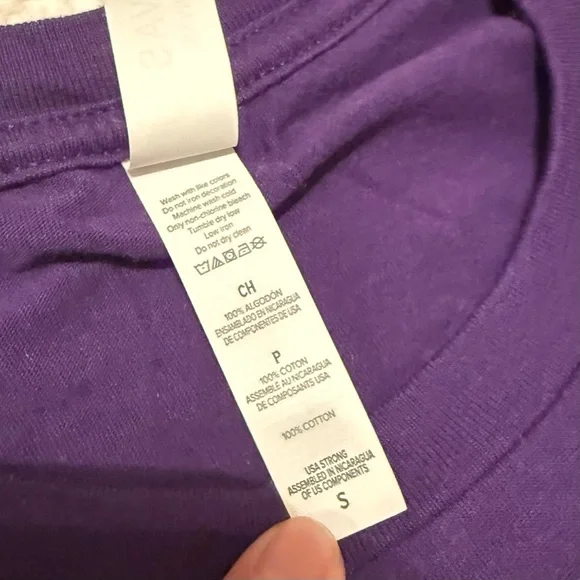 Wash with like colors
Do not iron decoration
Machine wash cold
Only non-chlorine bleach
Tumble dry low
Low iron
Do not dry clean
CH
100% ALGODÓN
ENSAMBLADO EN NICARAGUA
DE COMPONENTES DE USA
P
100% COTON
ASSEMBLÉ AU NICARAGUA
DE COMPOSANTS USA
100% COTTON
USA STRONG
ASSEMBLED IN NICARAGUA
OF US COMPONENTS
S